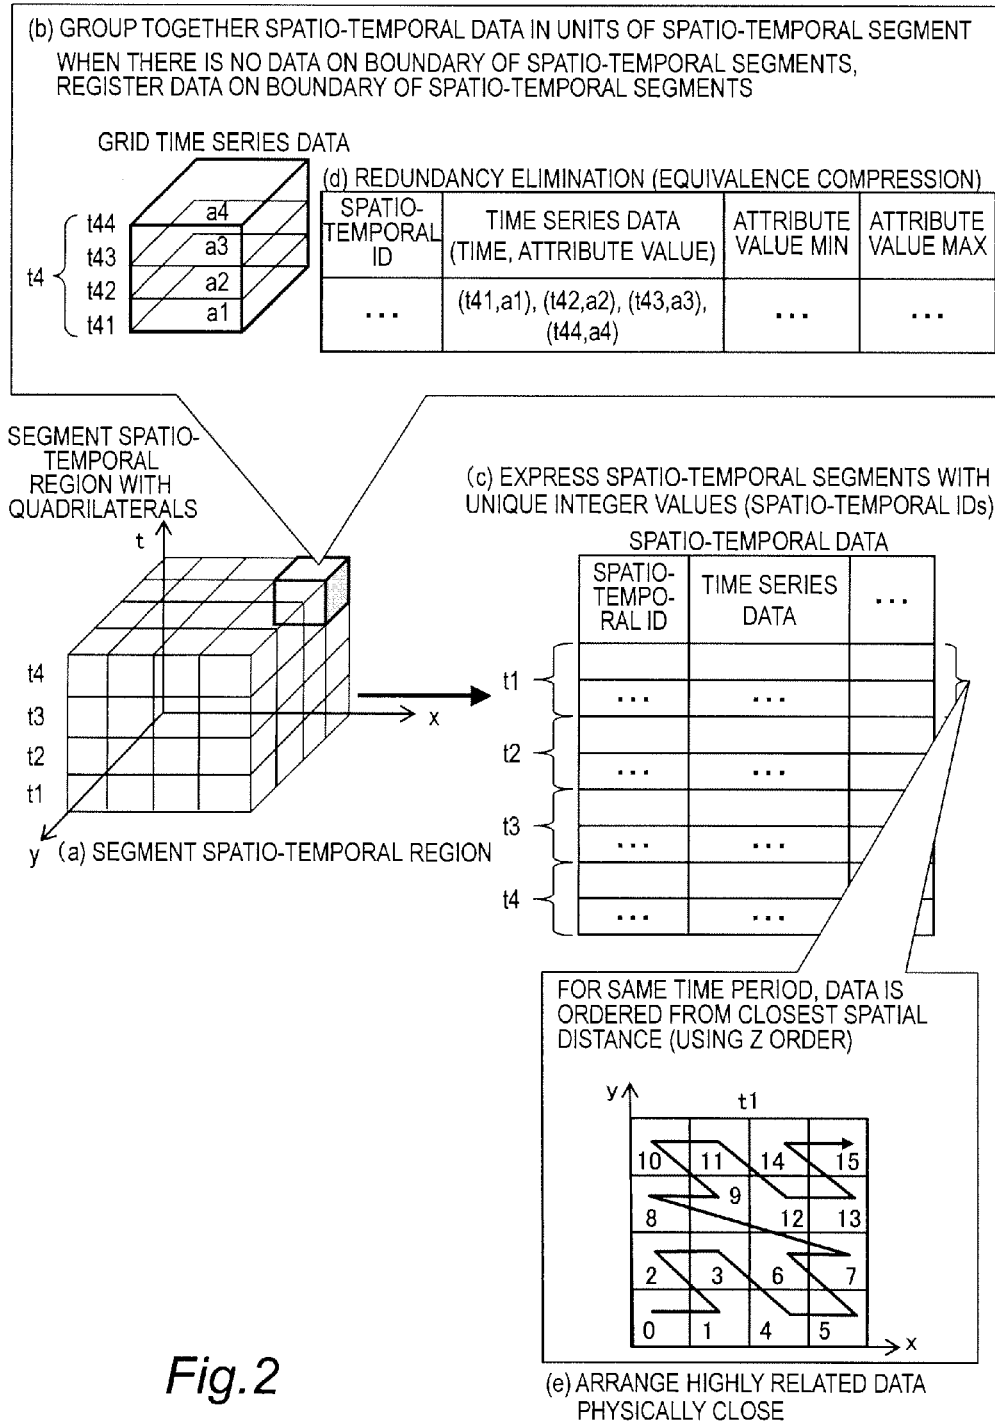 (b) GROUP TOGETHER SPATIO-TEMPORAL DATA IN UNITS OF SPATIO-TEMPORAL SEGMENT
WHEN THERE IS NO DATA ON BOUNDARY OF SPATIO-TEMPORAL SEGMENTS,
REGISTER DATA ON BOUNDARY OF SPATIO-TEMPORAL SEGMENTS
GRID TIME SERIES DATA
t4
t44
t43
t42
t41
a4
a3
a2
a1
(d) REDUNDANCY ELIMINATION (EQUIVALENCE COMPRESSION)
SPATIO-
TEMPORAL
ID
TIME SERIES DATA
(TIME, ATTRIBUTE VALUE)
ATTRIBUTE
VALUE MIN
ATTRIBUTE
VALUE MAX
...
(t41,a1), (t42,a2), (t43,a3),
(t44,a4)
...
...
SEGMENT SPATIO-
TEMPORAL
REGION WITH
QUADRILATERALS
t
t4
t3
t2
t1
x
y
(a) SEGMENT SPATIO-TEMPORAL REGION
(c) EXPRESS SPATIO-TEMPORAL SEGMENTS WITH
UNIQUE INTEGER VALUES (SPATIO-TEMPORAL IDs)
SPATIO-TEMPORAL DATA
SPATIO-
TEMPO-
RAL ID
TIME SERIES
DATA
...
t1
... ...
t2
... ...
t3
... ...
t4
... ...
FOR SAME TIME PERIOD, DATA IS
ORDERED FROM CLOSEST SPATIAL
DISTANCE (USING Z ORDER)
y
t1
10 11 14 15
9
8 12 13
2 3 6 7
0 1 4 5
x
(e) ARRANGE HIGHLY RELATED DATA
PHYSICALLY CLOSE
Fig.2